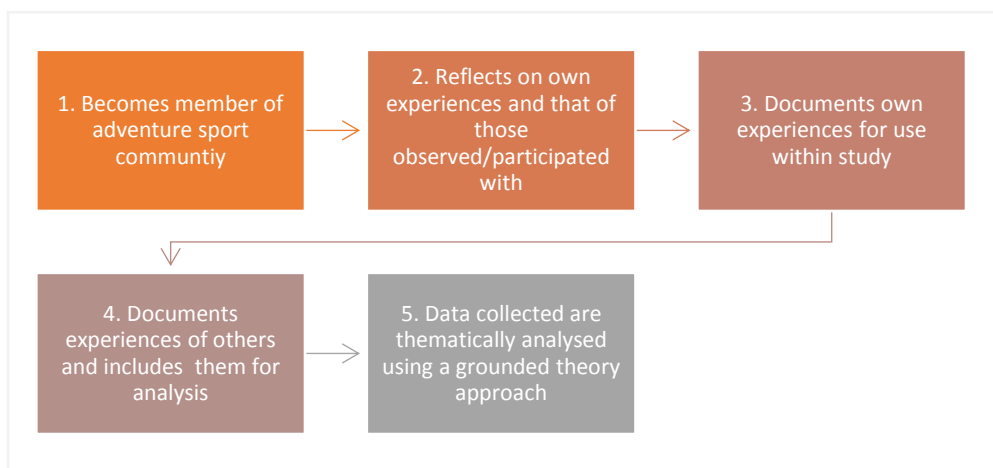 1. Becomes member of
adventure sport
communtiy
2. Reflects on own
experiences and that of
those
observed/participated
with
3. Documents own
experiences for use
within study
4. Documents
experiences of others
and includes  them for
analysis
5. Data collected are
thematically analysed
using a grounded theory
approach